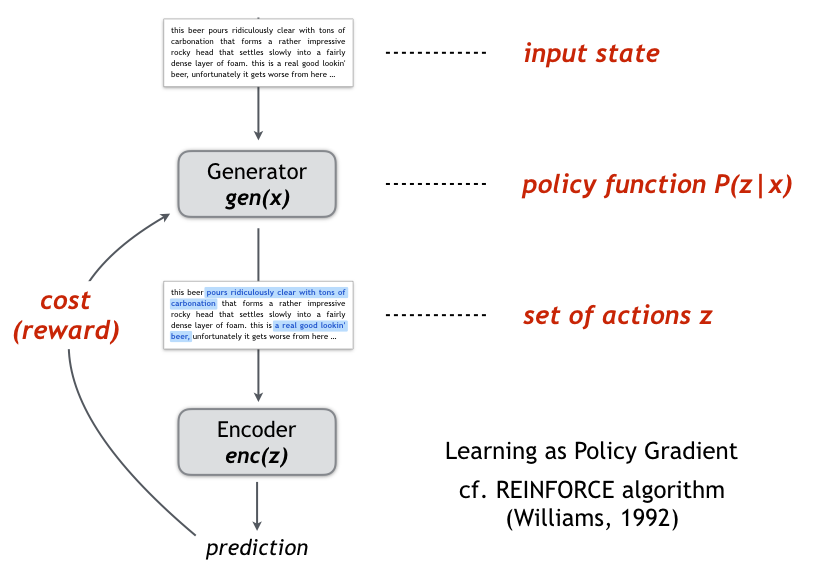 this beer pours ridiculously clear with tons of
carbonation that forms a rather impressive
rocky head that settles slowly into a fairly
dense layer of foam. this is a real good lookin'
beer, unfortunately it gets worse from here ...
input state
Generator
gen(x)
policy function P(z|x)
this beer pours ridiculously clear with tons of
carbonation that forms a rather impressive
rocky head that settles slowly into a fairly
dense layer of foam. this is a real good lookin'
beer, unfortunately it gets worse from here ...
set of actions z
cost
(reward)
Encoder
enc(z)
prediction
Learning as Policy Gradient
cf. REINFORCE algorithm
(Williams, 1992)